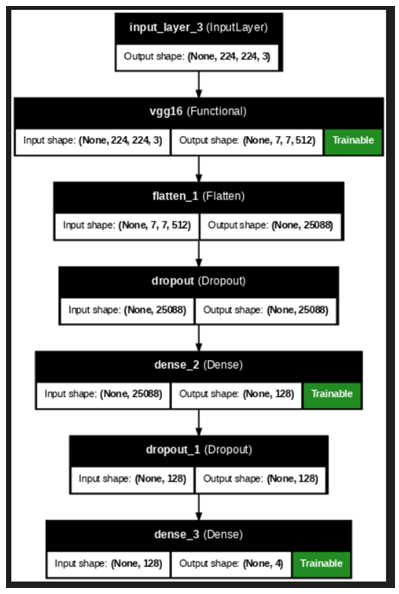 input_layer_3 (InputLayer)
Output shape: (None, 224, 224, 3)
vgg16 (Functional)
Input shape: (None, 224, 224, 3) Output shape: (None, 7, 7, 512) Trainable
flatten_1 (Flatten)
Input shape: (None, 7, 7, 512) Output shape: (None, 25088)
dropout (Dropout)
Input shape: (None, 25088) Output shape: (None, 25088)
dense_2 (Dense)
Input shape: (None, 25088) Output shape: (None, 128) Trainable
dropout_1 (Dropout)
Input shape: (None, 128) Output shape: (None, 128)
dense_3 (Dense)
Input shape: (None, 128) Output shape: (None, 4) Trainable